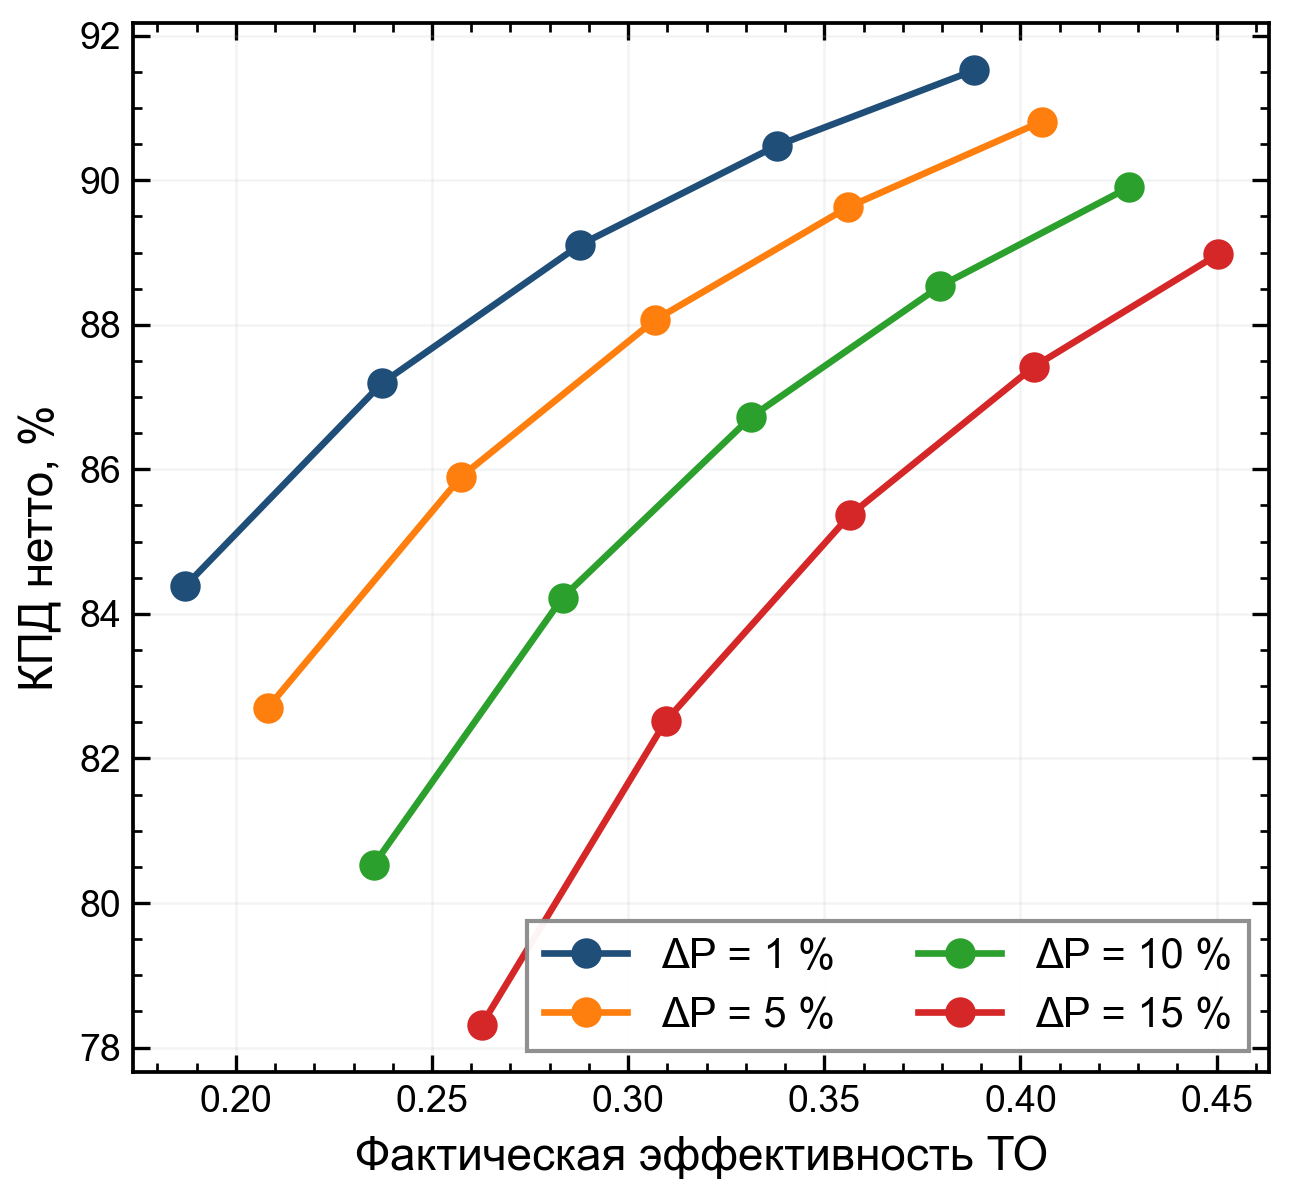 92
90
88
86
84
82
80
78
КПД нетто, %
ΔP = 1 %
ΔP = 5 %
ΔP = 10 %
ΔP = 15 %
0.20 0.25 0.30 0.35 0.40 0.45
Фактическая эффективность ТО